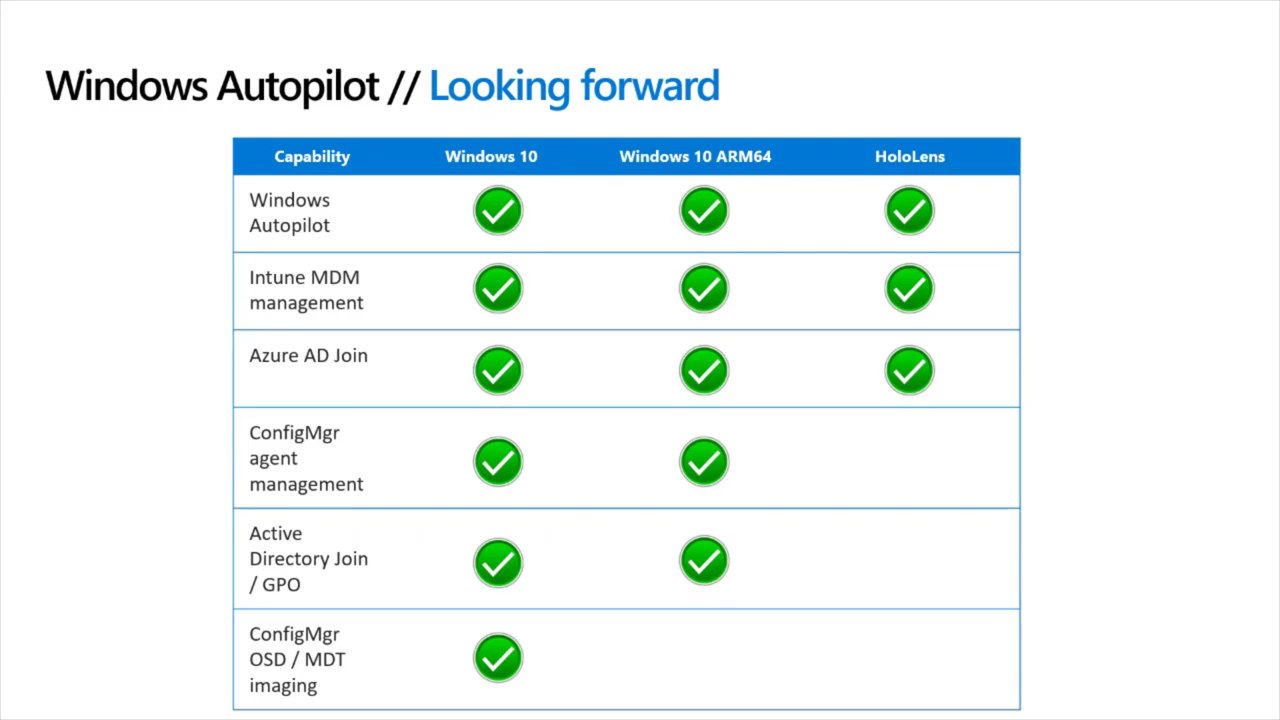 Windows Autopilot // Looking forward
Capability Windows 10 Windows 10 ARM64 HoloLens
Windows
Autopilot
Intune MDM
management
Azure AD Join
ConfigMgr
agent
management
Active
Directory Join
/ GPO
ConfigMgr
OSD / MDT
imaging